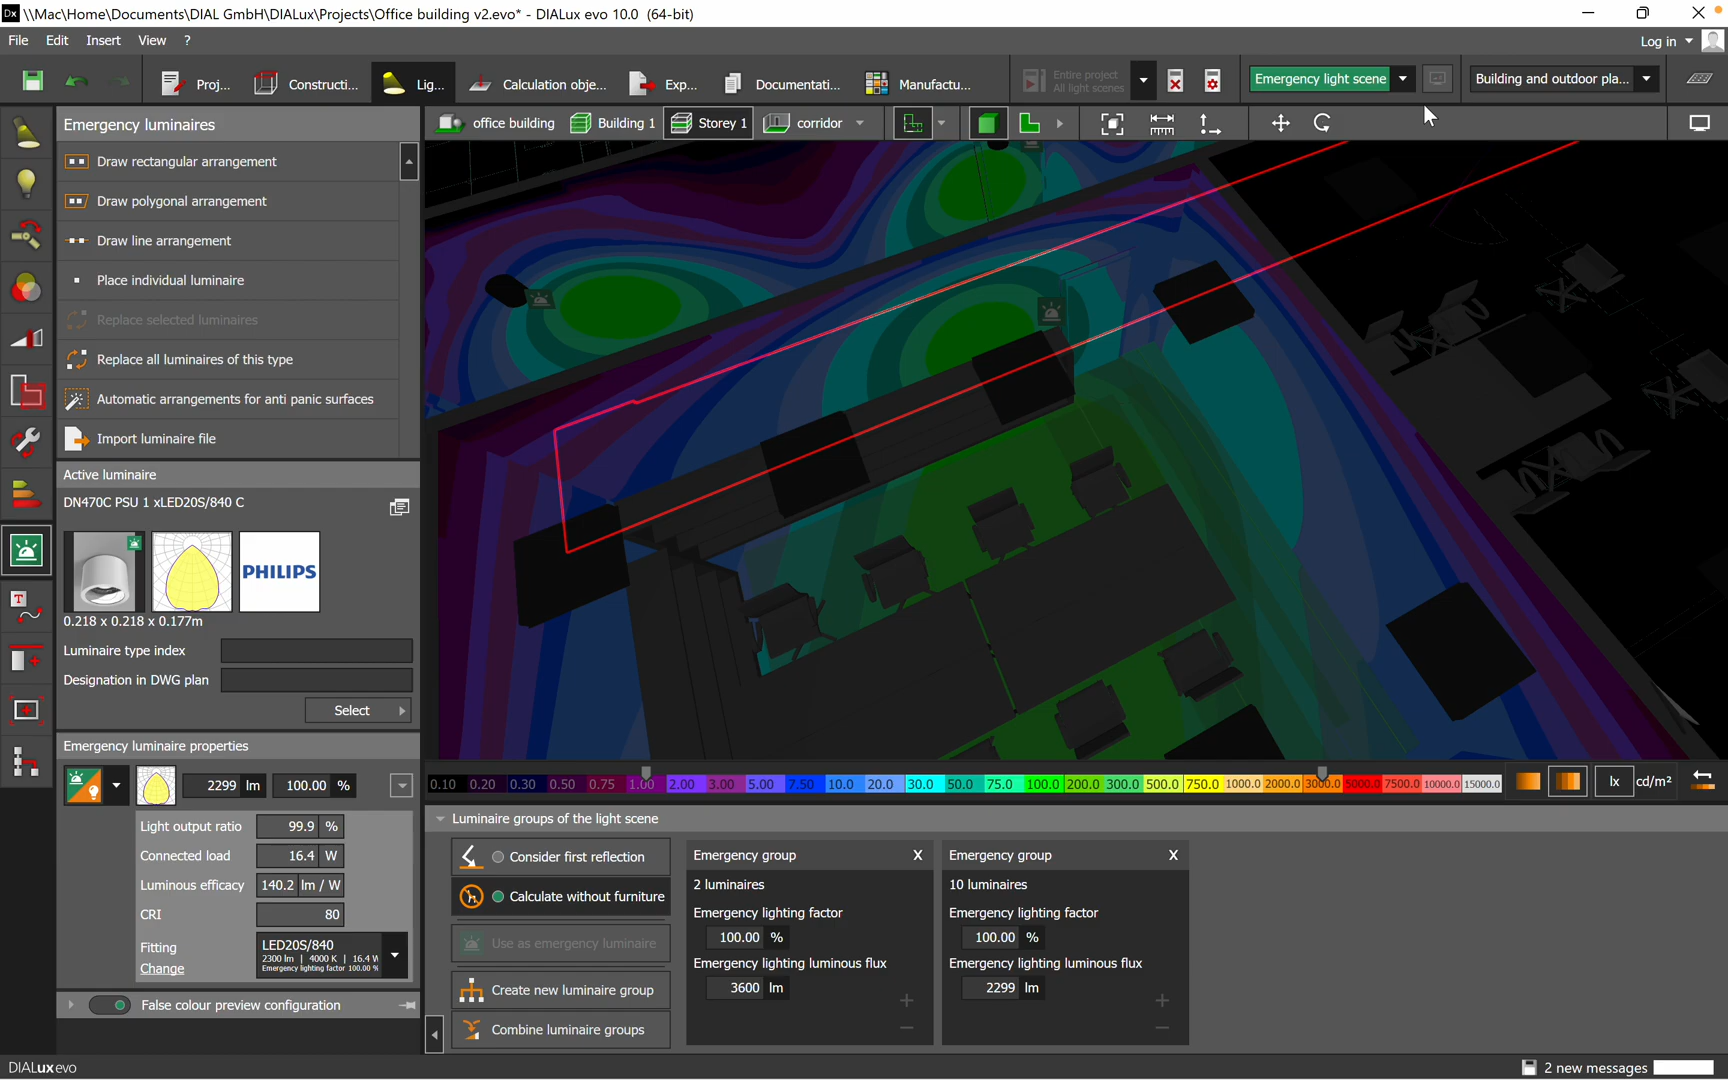 \\Mac\Home\Documents\DIAL GmbH\DIALux\Projects\Office building v2.evo* - DIALux evo 10.0  (64-bit)
File Edit Insert View ?
Log in
Proj... Constructi... Lig... Calculation obje... Exp... Documentati... Manufactu...
Entire project
All light scenes
Emergency light scene
Building and outdoor pla...
Emergency luminaires
office building Building 1 Storey 1 corridor
Draw rectangular arrangement
Draw polygonal arrangement
Draw line arrangement
Place individual luminaire
Replace selected luminaires
Replace all luminaires of this type
Automatic arrangements for anti panic surfaces
Import luminaire file
Active luminaire
DN470C PSU 1 xLED20S/840 C
PHILIPS
0.218 x 0.218 x 0.177m
Luminaire type index
Designation in DWG plan
Select
Emergency luminaire properties
2299 lm 100.00 %
Light output ratio 99.9 %
Connected load 16.4 W
Luminous efficacy 140.2 lm / W
CRI 80
Fitting
Change
LED20S/840
2300 lm | 4000 K | 16.4 W
Emergency lighting factor 100.00 %
False colour preview configuration
0.10 0.20 0.30 0.50 0.75 1.00 2.00 3.00 5.00 7.50 10.0 20.0 30.0 50.0 75.0 100.0 200.0 300.0 500.0 750.0 1000.0 2000.0 3000.0 5000.0 7500.0 10000.0 15000.0
lx cd/m²
Luminaire groups of the light scene
Consider first reflection
Calculate without furniture
Use as emergency luminaire
Create new luminaire group
Combine luminaire groups
Emergency group X
2 luminaires
Emergency lighting factor
100.00 %
Emergency lighting luminous flux
3600 lm
Emergency group X
10 luminaires
Emergency lighting factor
100.00 %
Emergency lighting luminous flux
2299 lm
DIALux evo
2 new messages